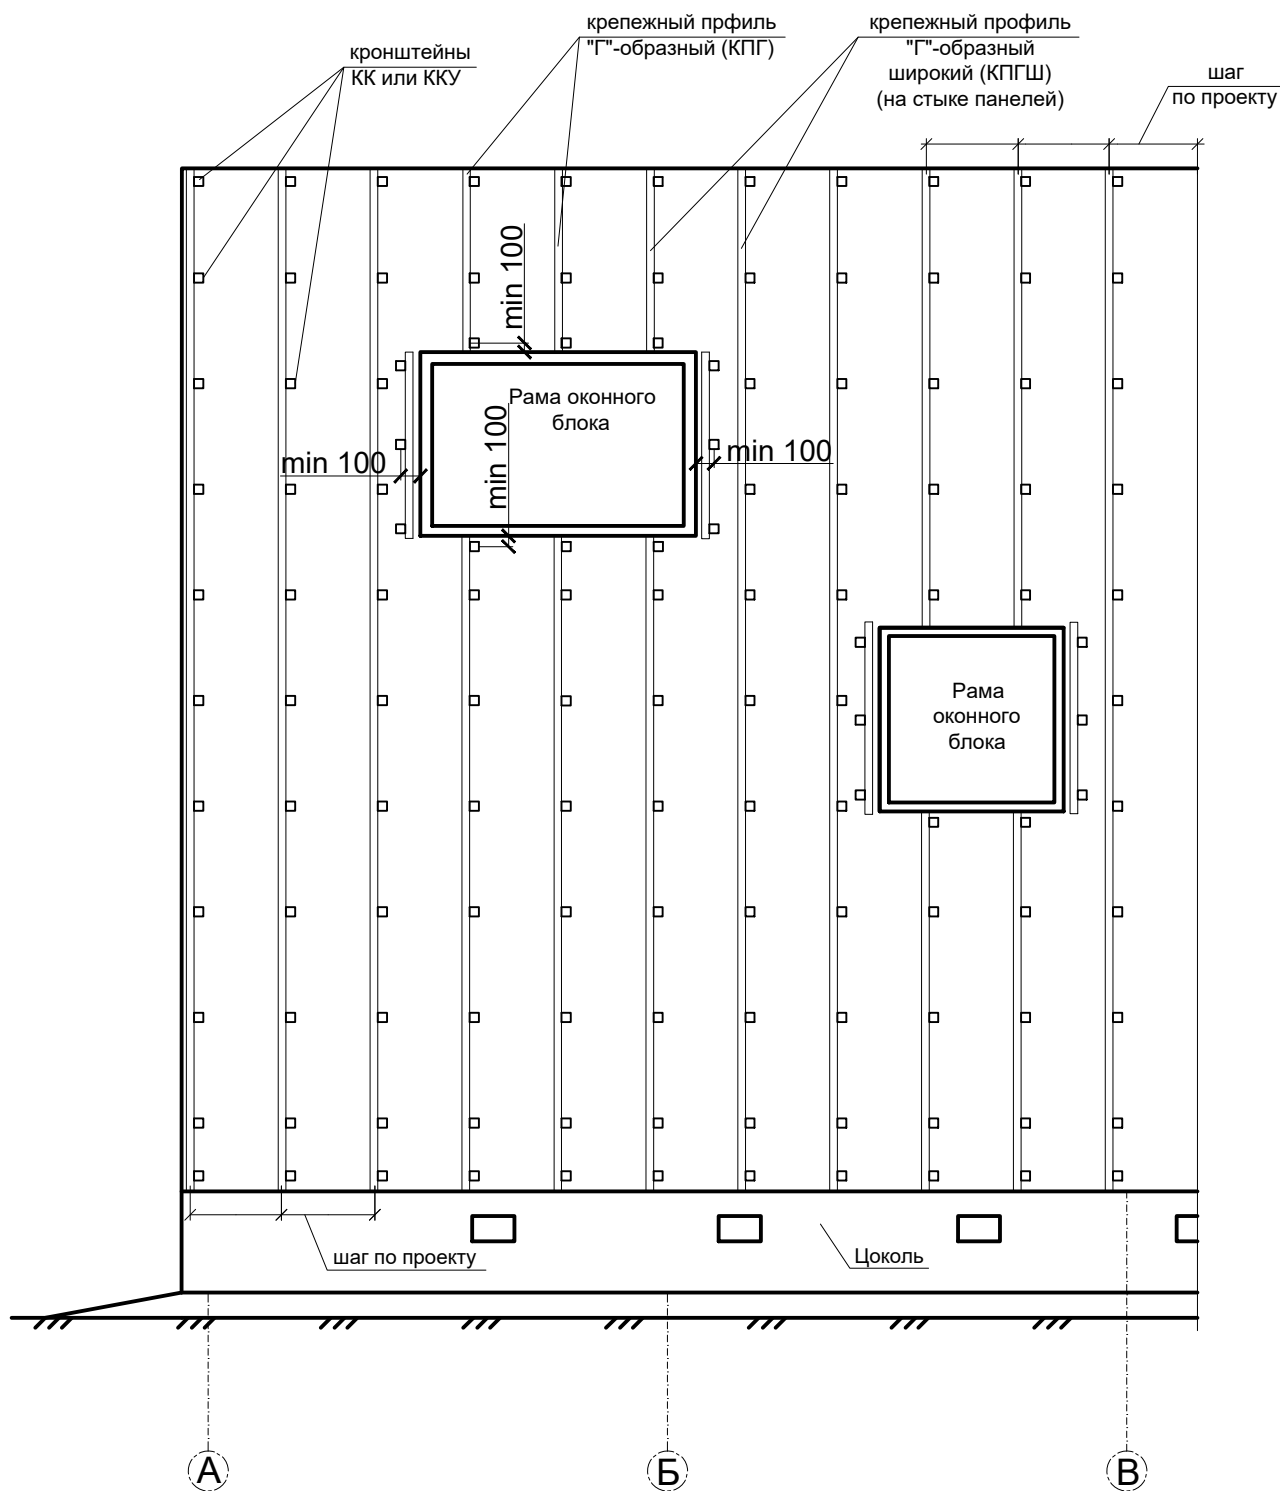 крепежный прфиль
"Г"-образный (КПГ)
крепежный профиль
"Г"-образный
широкий (КПГШ)
(на стыке панелей)
кронштейны
КК или ККУ
шаг
по проекту
min 100
Рама оконного
блока
min 100
min 100
min 100
Рама
оконного
блока
шаг по проекту
Цоколь
А
Б
В